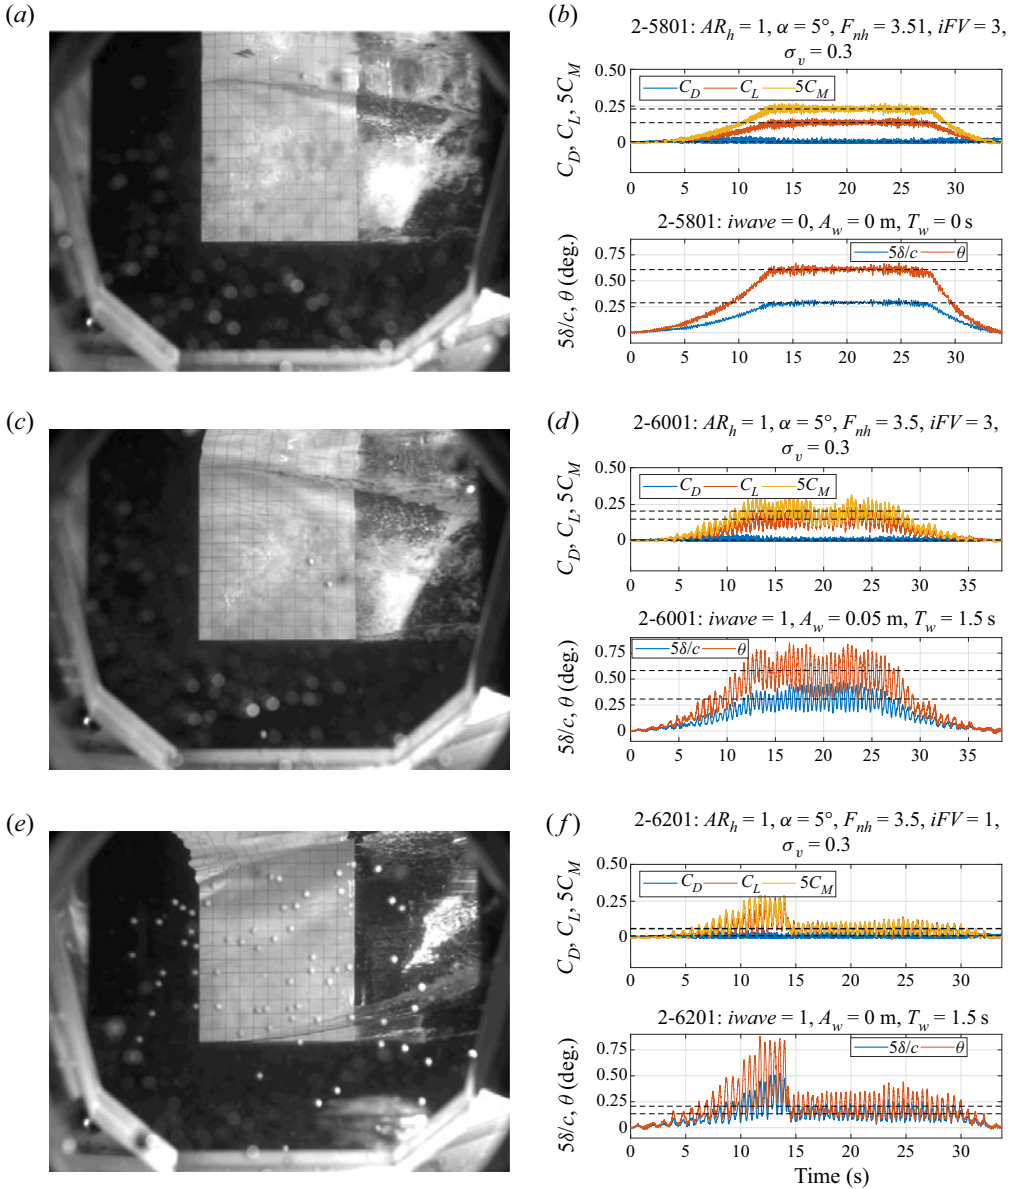 (a)
(b)
2-5801: AR_h = 1, α = 5°, F_nh = 3.51, iFV = 3,
σ_v = 0.3
C_D, C_L, 5C_M
0.50
0.25
0
C_D C_L 5C_M
0 5 10 15 20 25 30
2-5801: iwave = 0, A_w = 0 m, T_w = 0 s
5δ/c, θ (deg.)
0.75
0.50
0.25
0
5δ/c θ
0 5 10 15 20 25 30
(c)
(d)
2-6001: AR_h = 1, α = 5°, F_nh = 3.5, iFV = 3,
σ_v = 0.3
C_D, C_L, 5C_M
0.50
0.25
0
C_D C_L 5C_M
0 5 10 15 20 25 30 35
2-6001: iwave = 1, A_w = 0.05 m, T_w = 1.5 s
5δ/c, θ (deg.)
0.75
0.50
0.25
0
5δ/c θ
0 5 10 15 20 25 30 35
(e)
(f)
2-6201: AR_h = 1, α = 5°, F_nh = 3.5, iFV = 1,
σ_v = 0.3
C_D, C_L, 5C_M
0.50
0.25
0
C_D C_L 5C_M
0 5 10 15 20 25 30
2-6201: iwave = 1, A_w = 0 m, T_w = 1.5 s
5δ/c, θ (deg.)
0.75
0.50
0.25
0
5δ/c θ
0 5 10 15 20 25 30
Time (s)